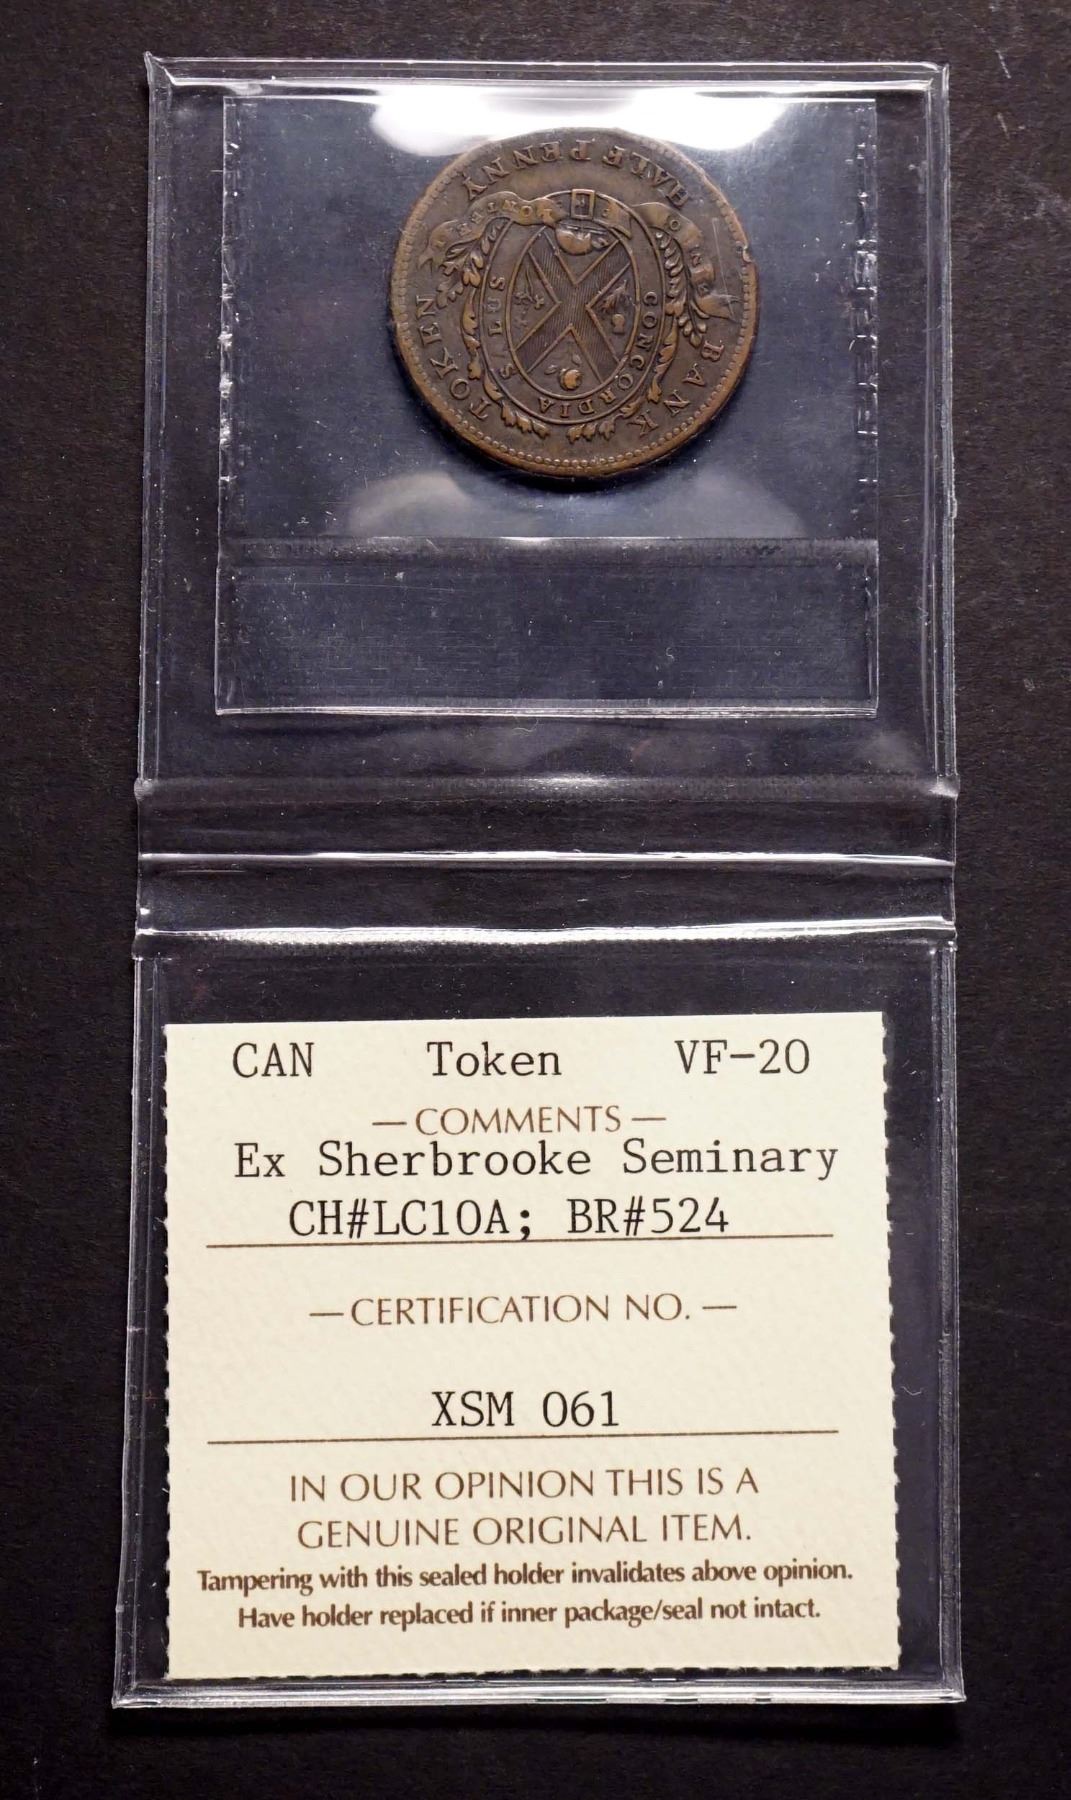 BANK TOKEN
HALF PENNY
CONCORDIA SALUS
CAN Token VF-20
— COMMENTS —
Ex Sherbrooke Seminary
CH#LC10A; BR#524
— CERTIFICATION NO. —
XSM 061
IN OUR OPINION THIS IS A
GENUINE ORIGINAL ITEM.
Tampering with this sealed holder invalidates above opinion.
Have holder replaced if inner package/seal not intact.